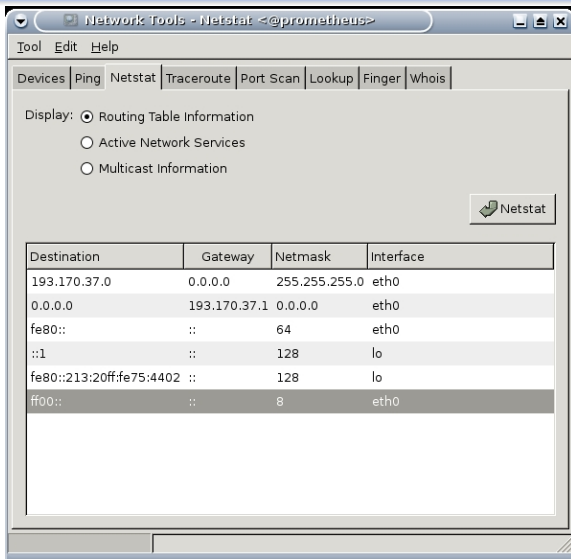 Network Tools - Netstat <@prometheus>
Tool Edit Help
Devices Ping Netstat Traceroute Port Scan Lookup Finger Whois
Display: Routing Table Information
Active Network Services
Multicast Information
Netstat
Destination Gateway Netmask Interface
193.170.37.0 0.0.0.0 255.255.255.0 eth0
0.0.0.0 193.170.37.1 0.0.0.0 eth0
fe80:: :: 64 eth0
::1 :: 128 lo
fe80::213:20ff:fe75:4402 :: 128 lo
ff00:: :: 8 eth0